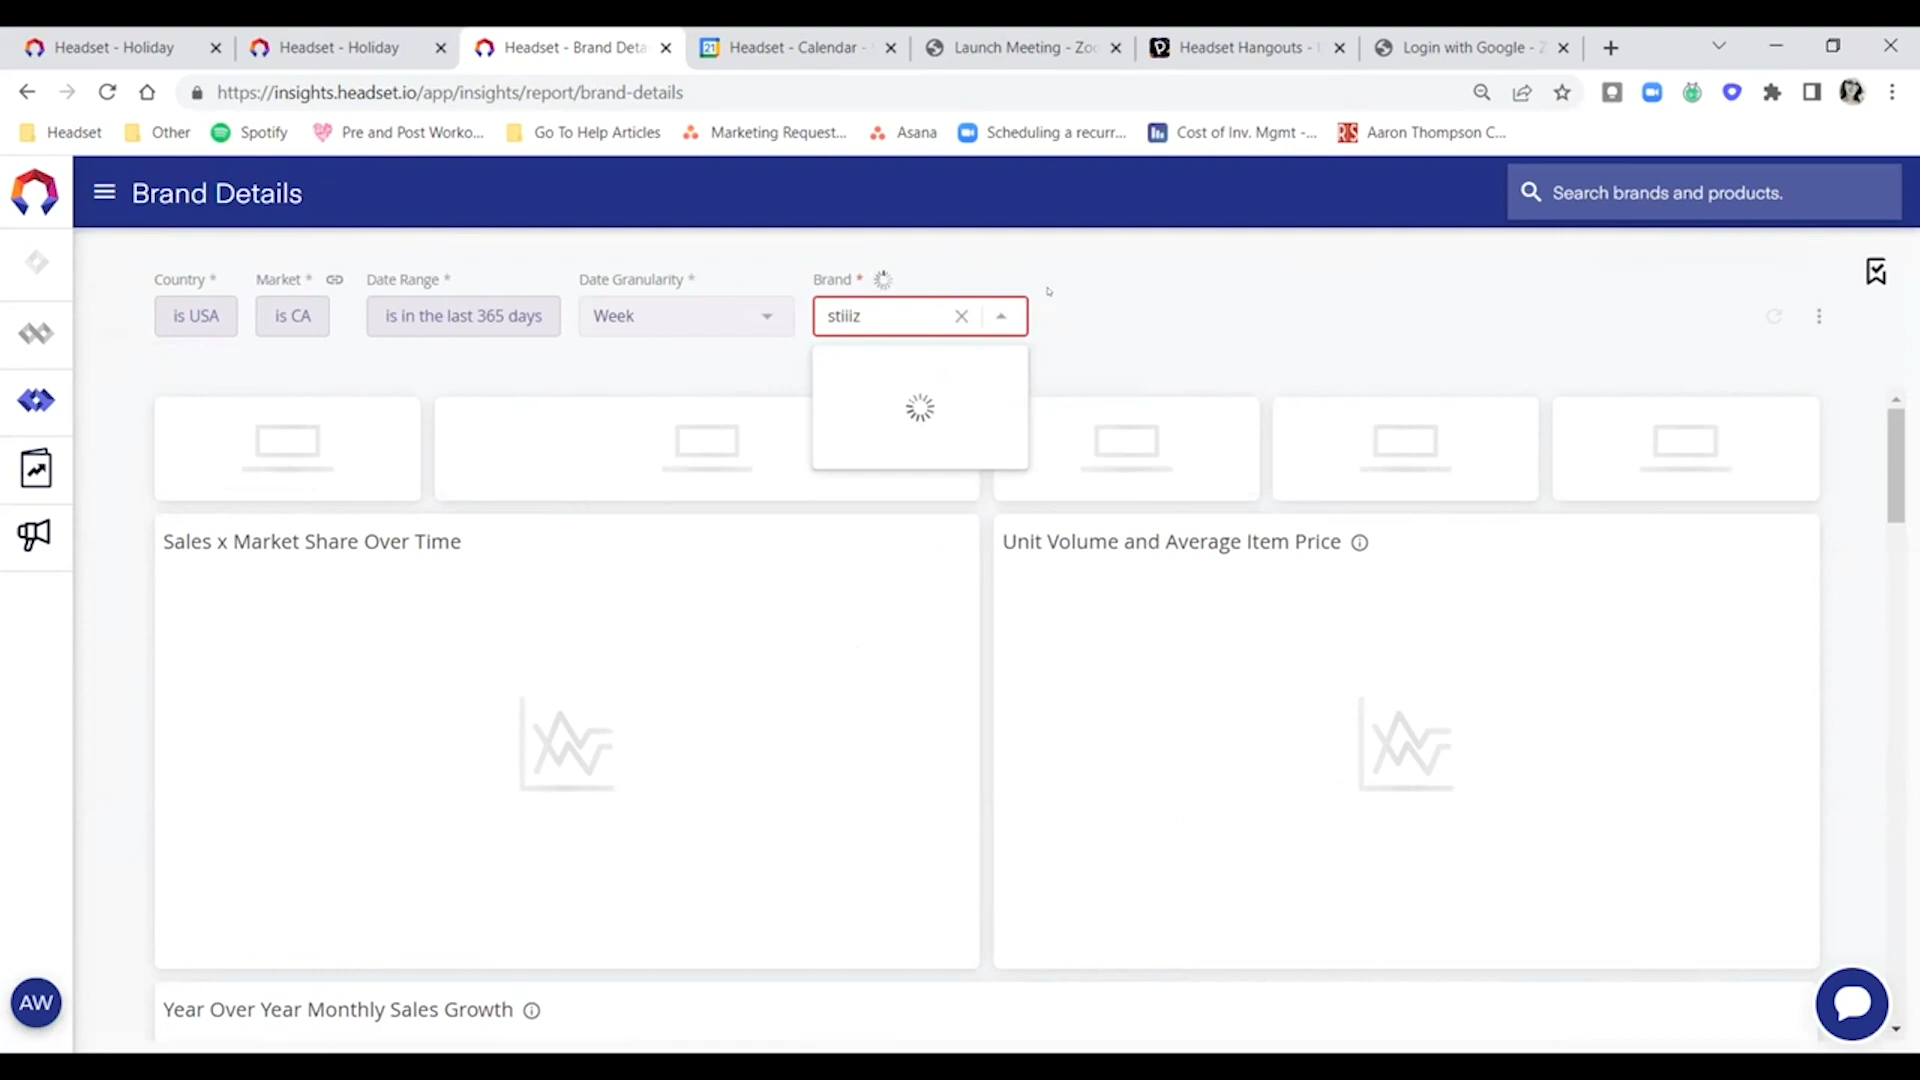 Headset - Holiday
Headset - Holiday
Headset - Brand Deta
Headset - Calendar -
Launch Meeting - Zoo
Headset Hangouts -
Login with Google - Z
https://insights.headset.io/app/insights/report/brand-details
Headset
Other
Spotify
Pre and Post Worko...
Go To Help Articles
Marketing Request...
Asana
Scheduling a recurr...
Cost of Inv. Mgmt -...
Aaron Thompson C...
Brand Details
Search brands and products.
Country *
Market *
Date Range *
Date Granularity *
Brand *
is USA
is CA
is in the last 365 days
Week
stiiiz
Sales x Market Share Over Time
Unit Volume and Average Item Price
Year Over Year Monthly Sales Growth
AW